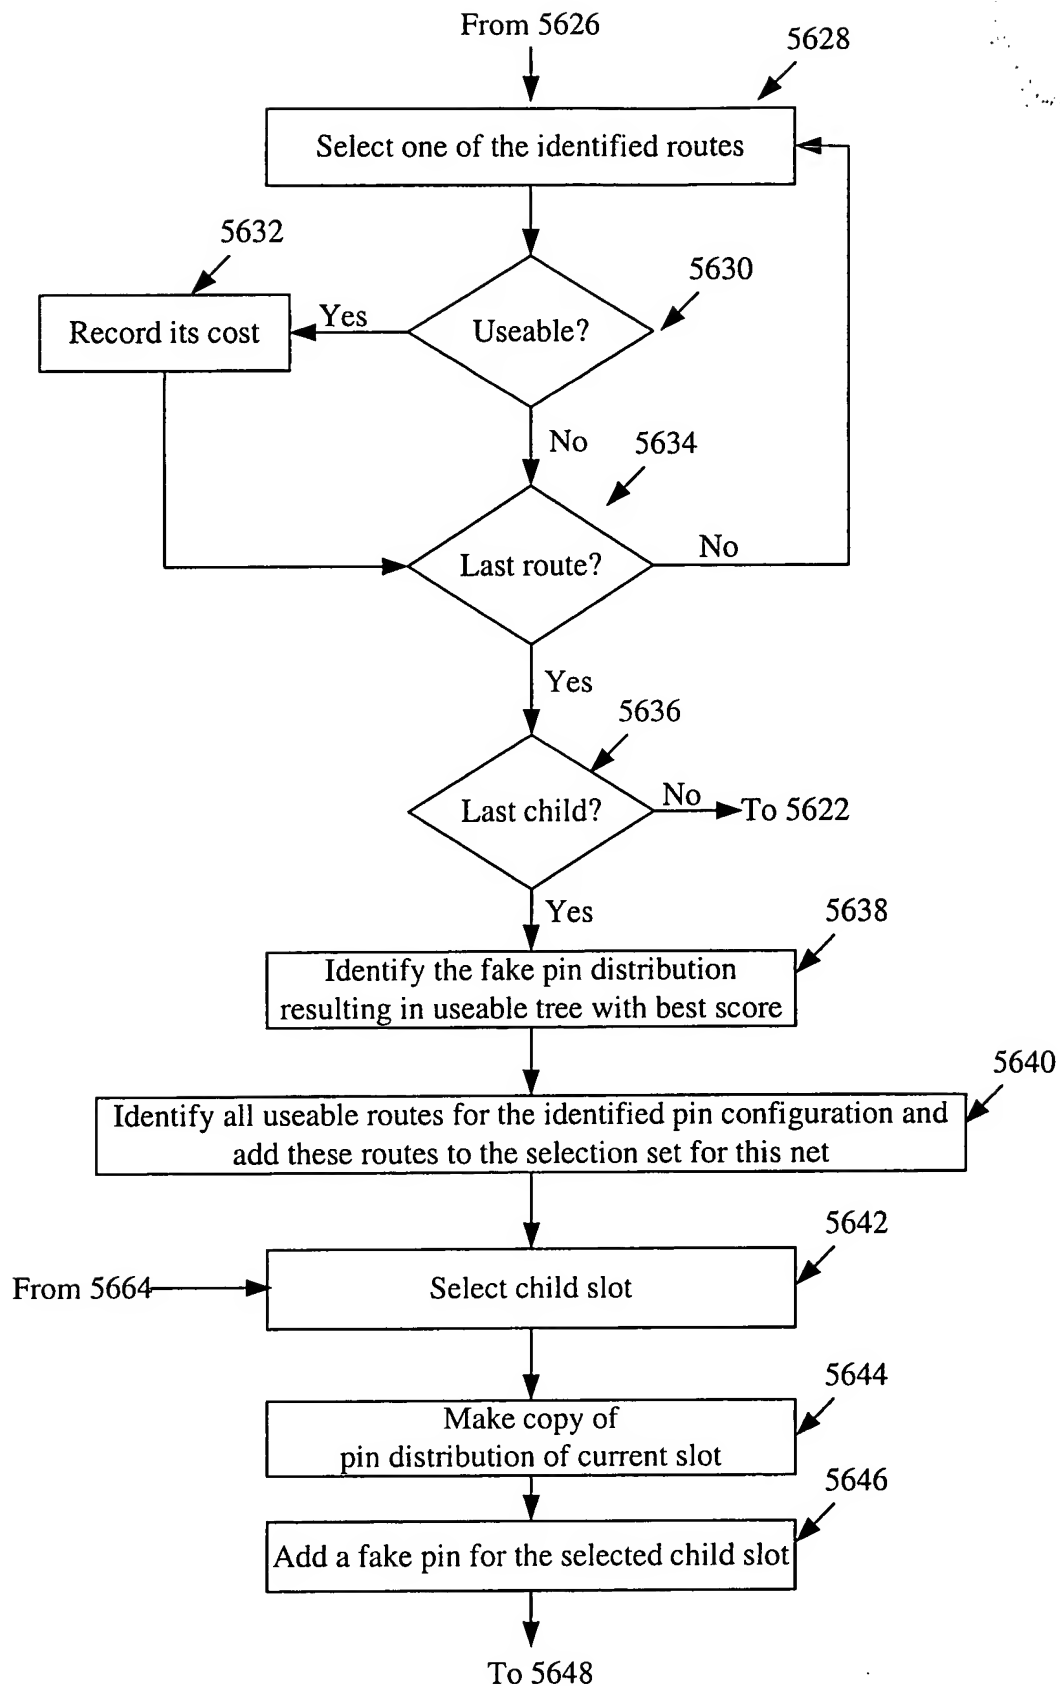 From 5626
5628
Select one of the identified routes
5632
5630
Record its cost
Yes
Useable?
No
5634
Last route?
No
Yes
5636
Last child?
No
To 5622
Yes
5638
Identify the fake pin distribution
resulting in useable tree with best score
5640
Identify all useable routes for the identified pin configuration and
add these routes to the selection set for this net
5642
From 5664
Select child slot
5644
Make copy of
pin distribution of current slot
5646
Add a fake pin for the selected child slot
To 5648